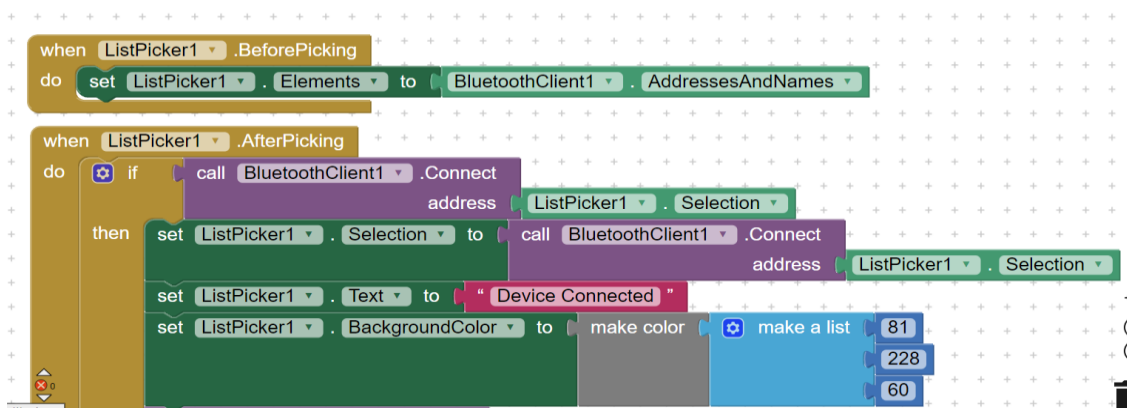 when ListPicker1 .BeforePicking
do set ListPicker1 . Elements to BluetoothClient1 . AddressesAndNames
when ListPicker1 .AfterPicking
do if call BluetoothClient1 .Connect
address ListPicker1 . Selection
then set ListPicker1 . Selection to call BluetoothClient1 .Connect
address ListPicker1 . Selection
set ListPicker1 . Text to “ Device Connected ”
set ListPicker1 . BackgroundColor to make color make a list 81
228
0 60